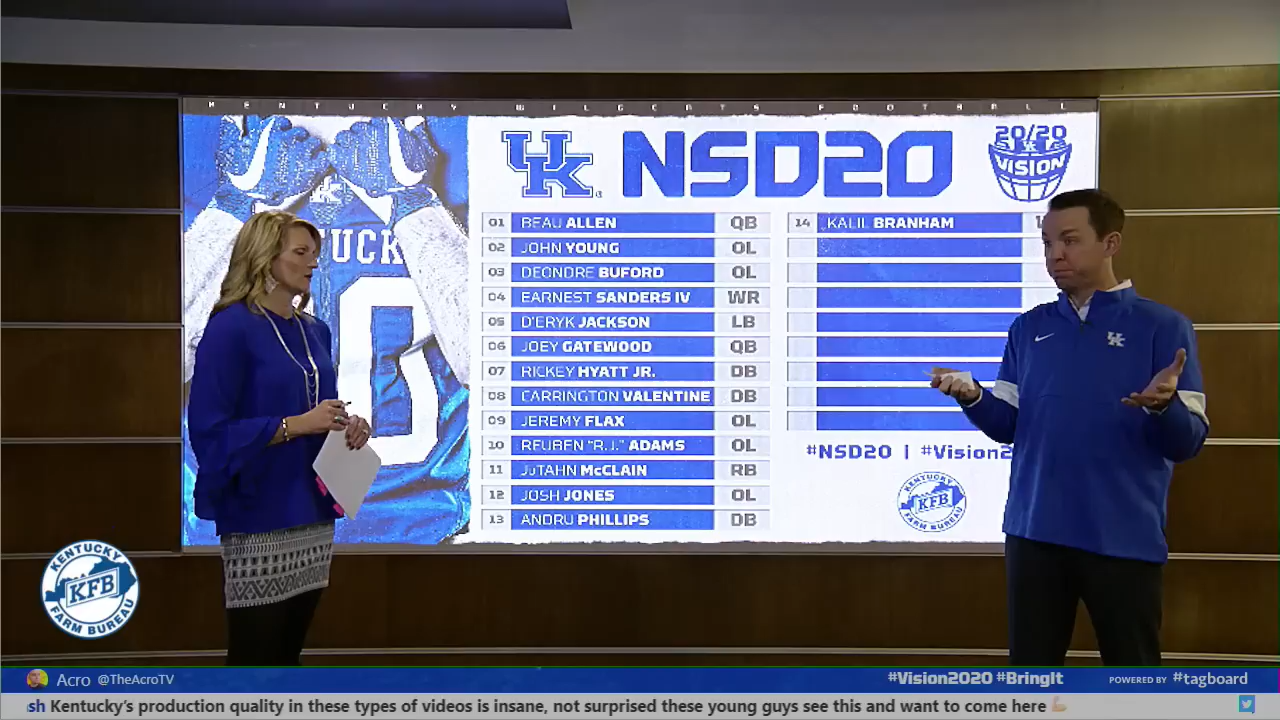 KENTUCKY WILDCATS FOOTBALL
UK NSD20
20/20
VISION
UCK
01 BEAU ALLEN QB
02 JOHN YOUNG OL
03 DEONDRE BUFORD OL
04 EARNEST SANDERS IV WR
05 D'ERYK JACKSON LB
06 JOEY GATEWOOD QB
07 RICKEY HYATT JR. DB
08 CARRINGTON VALENTINE DB
09 JEREMY FLAX OL
10 REUBEN "R.J." ADAMS OL
11 JuTAHN McCLAIN RB
12 JOSH JONES OL
13 ANDRU PHILLIPS DB
14 KALIL BRANHAM
#NSD20 | #Vision2
KENTUCKY
KFB
FARM BUREAU
UK
KENTUCKY
KFB
FARM BUREAU
Acro @TheAcroTV
#Vision2020 #BringIt
POWERED BY #tagboard
sh Kentucky's production quality in these types of videos is insane, not surprised these young guys see this and want to come here 💪🏻